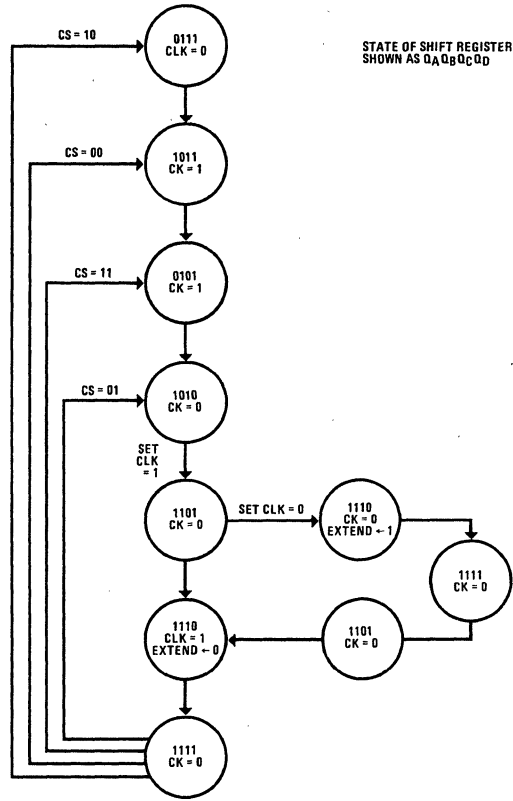 CS = 10
0111
CLK = 0
STATE OF SHIFT REGISTER
SHOWN AS QAQBQCQD
CS = 00
1011
CK = 1
CS = 11
0101
CK = 1
CS = 01
1010
CK = 0
SET
CLK
= 1
1101
CK = 0
SET CLK = 0
1110
CK = 0
EXTEND ← 1
1111
CK = 0
1110
CLK = 1
EXTEND ← 0
1101
CK = 0
1111
CK = 0